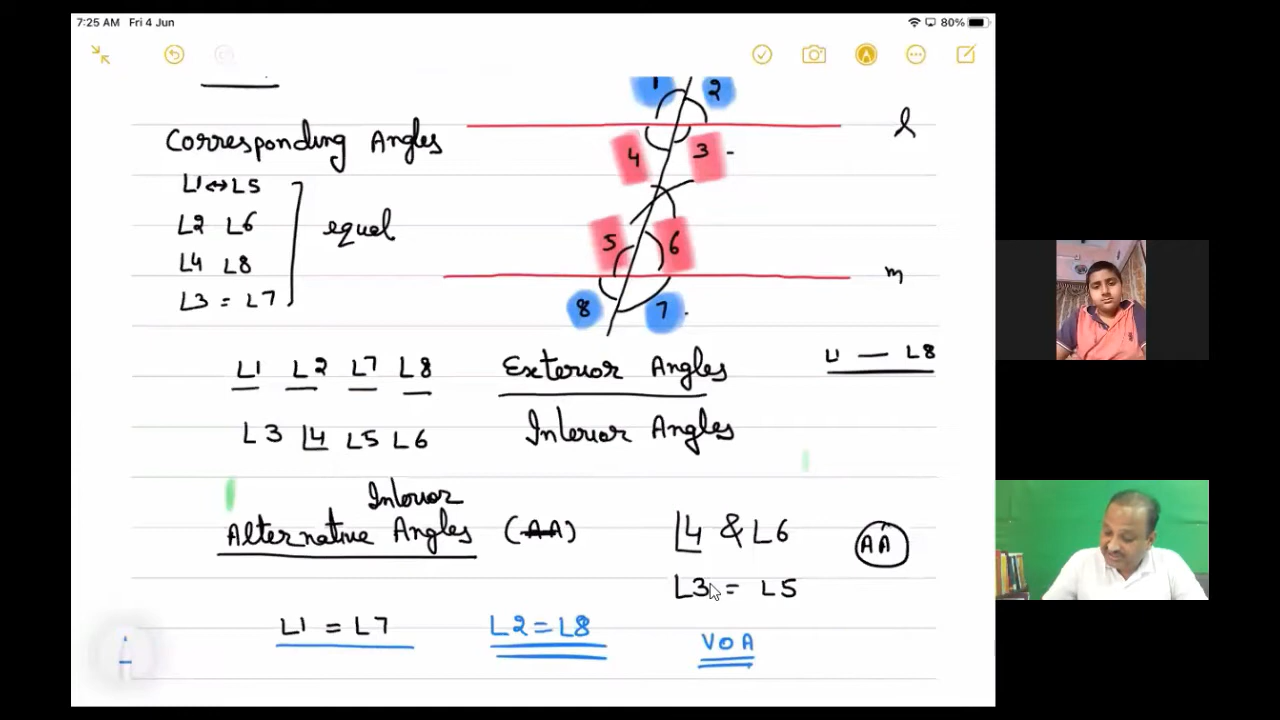 7:25 AM Fri 4 Jun
80%
1 2
l
Corresponding Angles
4 3
L1↔L5
L2 L6
equal
5 6
L4 L8
m
L3 = L7
8 7
L1 L2 L7 L8 Exterior Angles L1 — L8
L3 L4 L5 L6 Interior Angles
Interior
Alternative Angles (AA) L4 & L6 AA
L3 = L5
L1 = L7 L2=L8 VOA